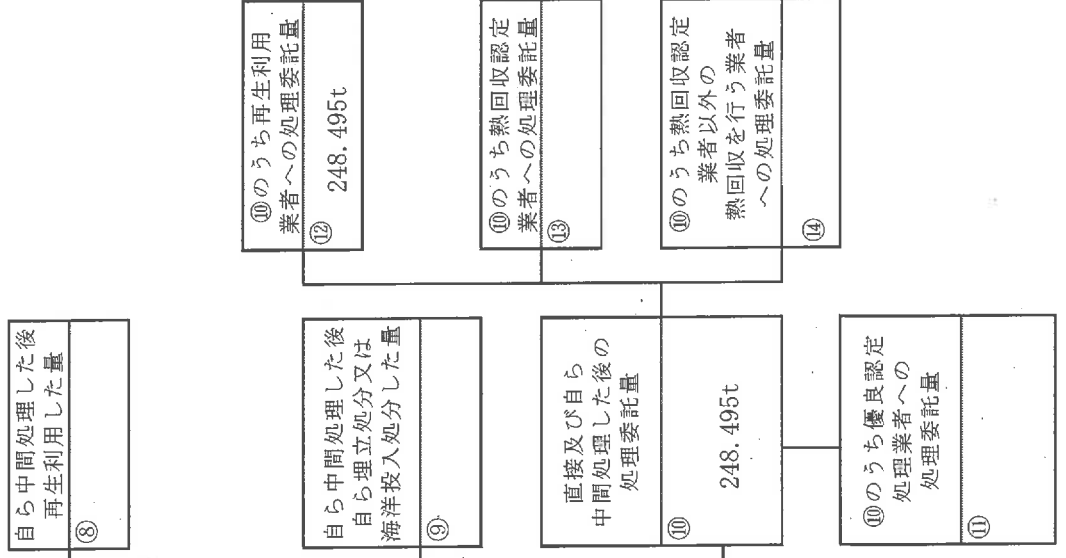 自ら中間処理した後
再生利用した量
⑧
自ら中間処理した後
自ら埋立処分又は
海洋投入処分した量
⑨
直接及び自ら
中間処理した後の
処理委託量
⑩
248.495t
⑩のうち優良認定
処理業者への
処理委託量
⑪
⑩のうち再生利用
業者への処理委託量
⑫
248.495t
⑩のうち熱回収認定
業者への処理委託量
⑬
⑩のうち熱回収認定
業者以外の
熱回収を行う業者
への処理委託量
⑭